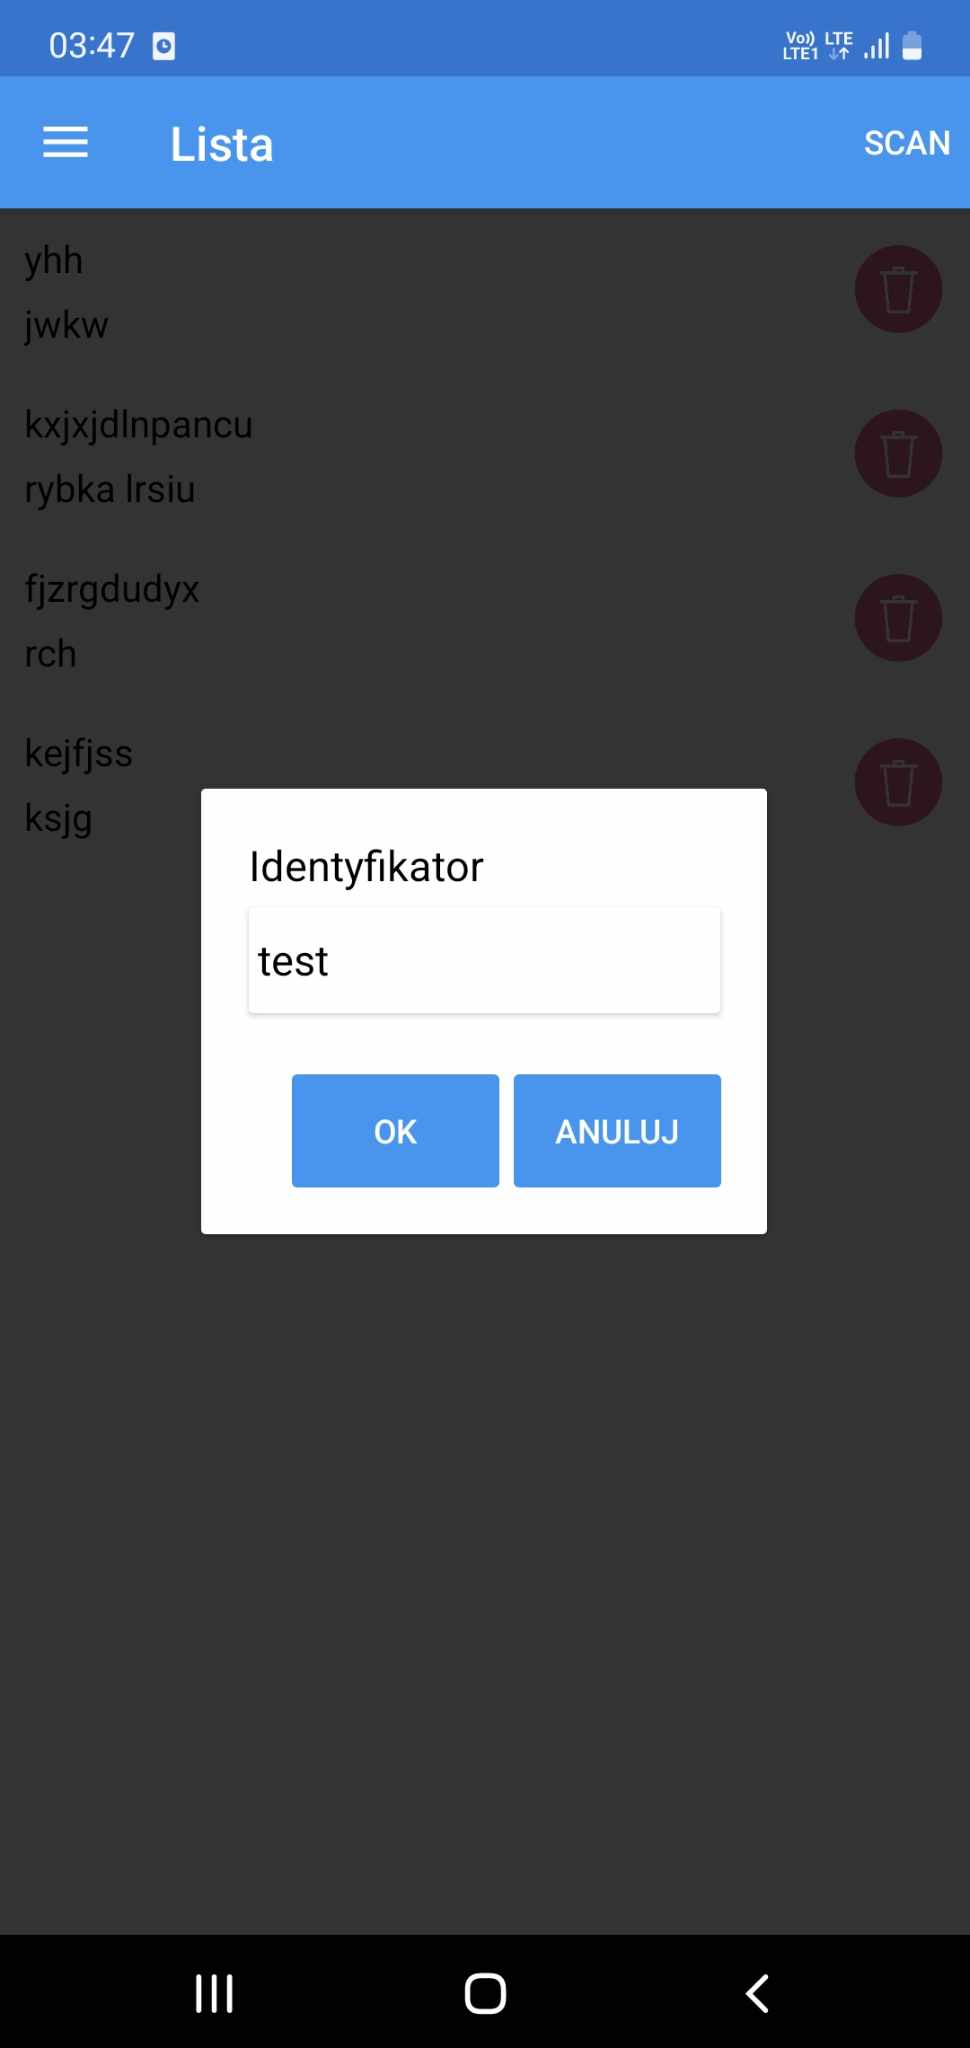 03:47
Vo)) LTE
LTE1
Lista
SCAN
yhh
jwkw
kxjxjdlnpancu
rybka lrsiu
fjzrgdudyx
rch
kejfjss
ksjg
Identyfikator
test
OK
ANULUJ